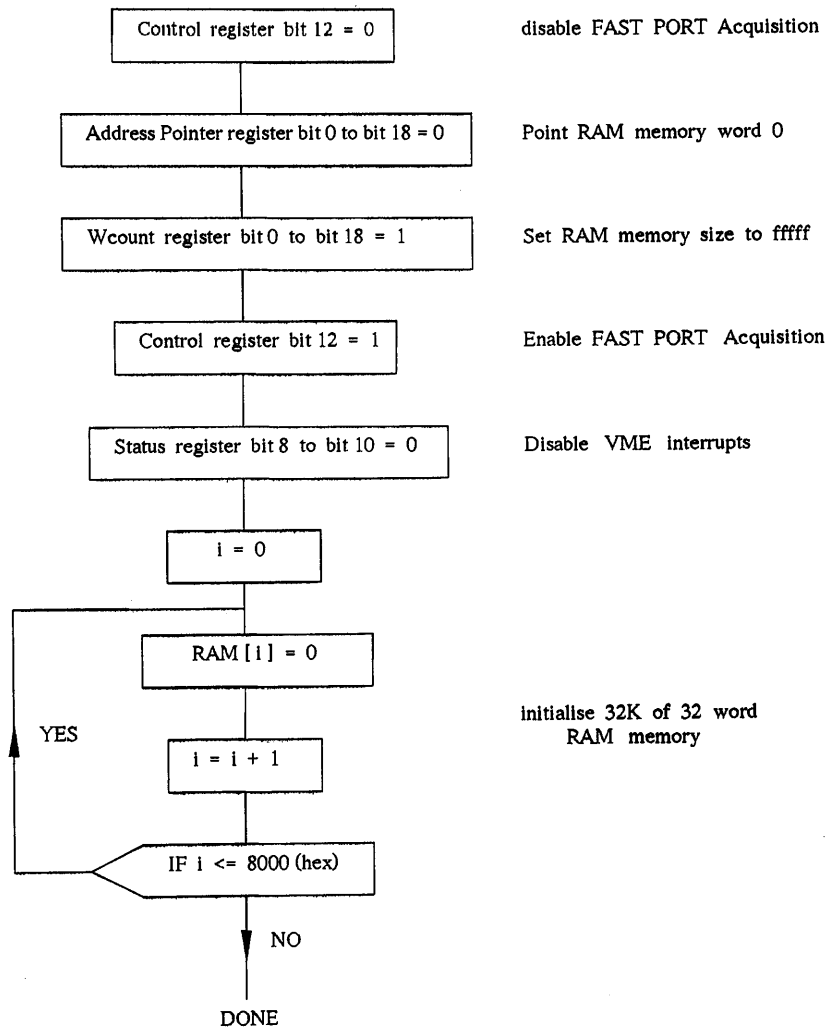 Control register bit 12 = 0
disable FAST PORT Acquisition
Address Pointer register bit 0 to bit 18 = 0
Point RAM memory word 0
Wcount register bit 0 to bit 18 = 1
Set RAM memory size to fffff
Control register bit 12 = 1
Enable FAST PORT Acquisition
Status register bit 8 to bit 10 = 0
Disable VME interrupts
i = 0
RAM [ i ] = 0
initialise 32K of 32 word
RAM memory
YES
i = i + 1
IF i <= 8000 (hex)
NO
DONE